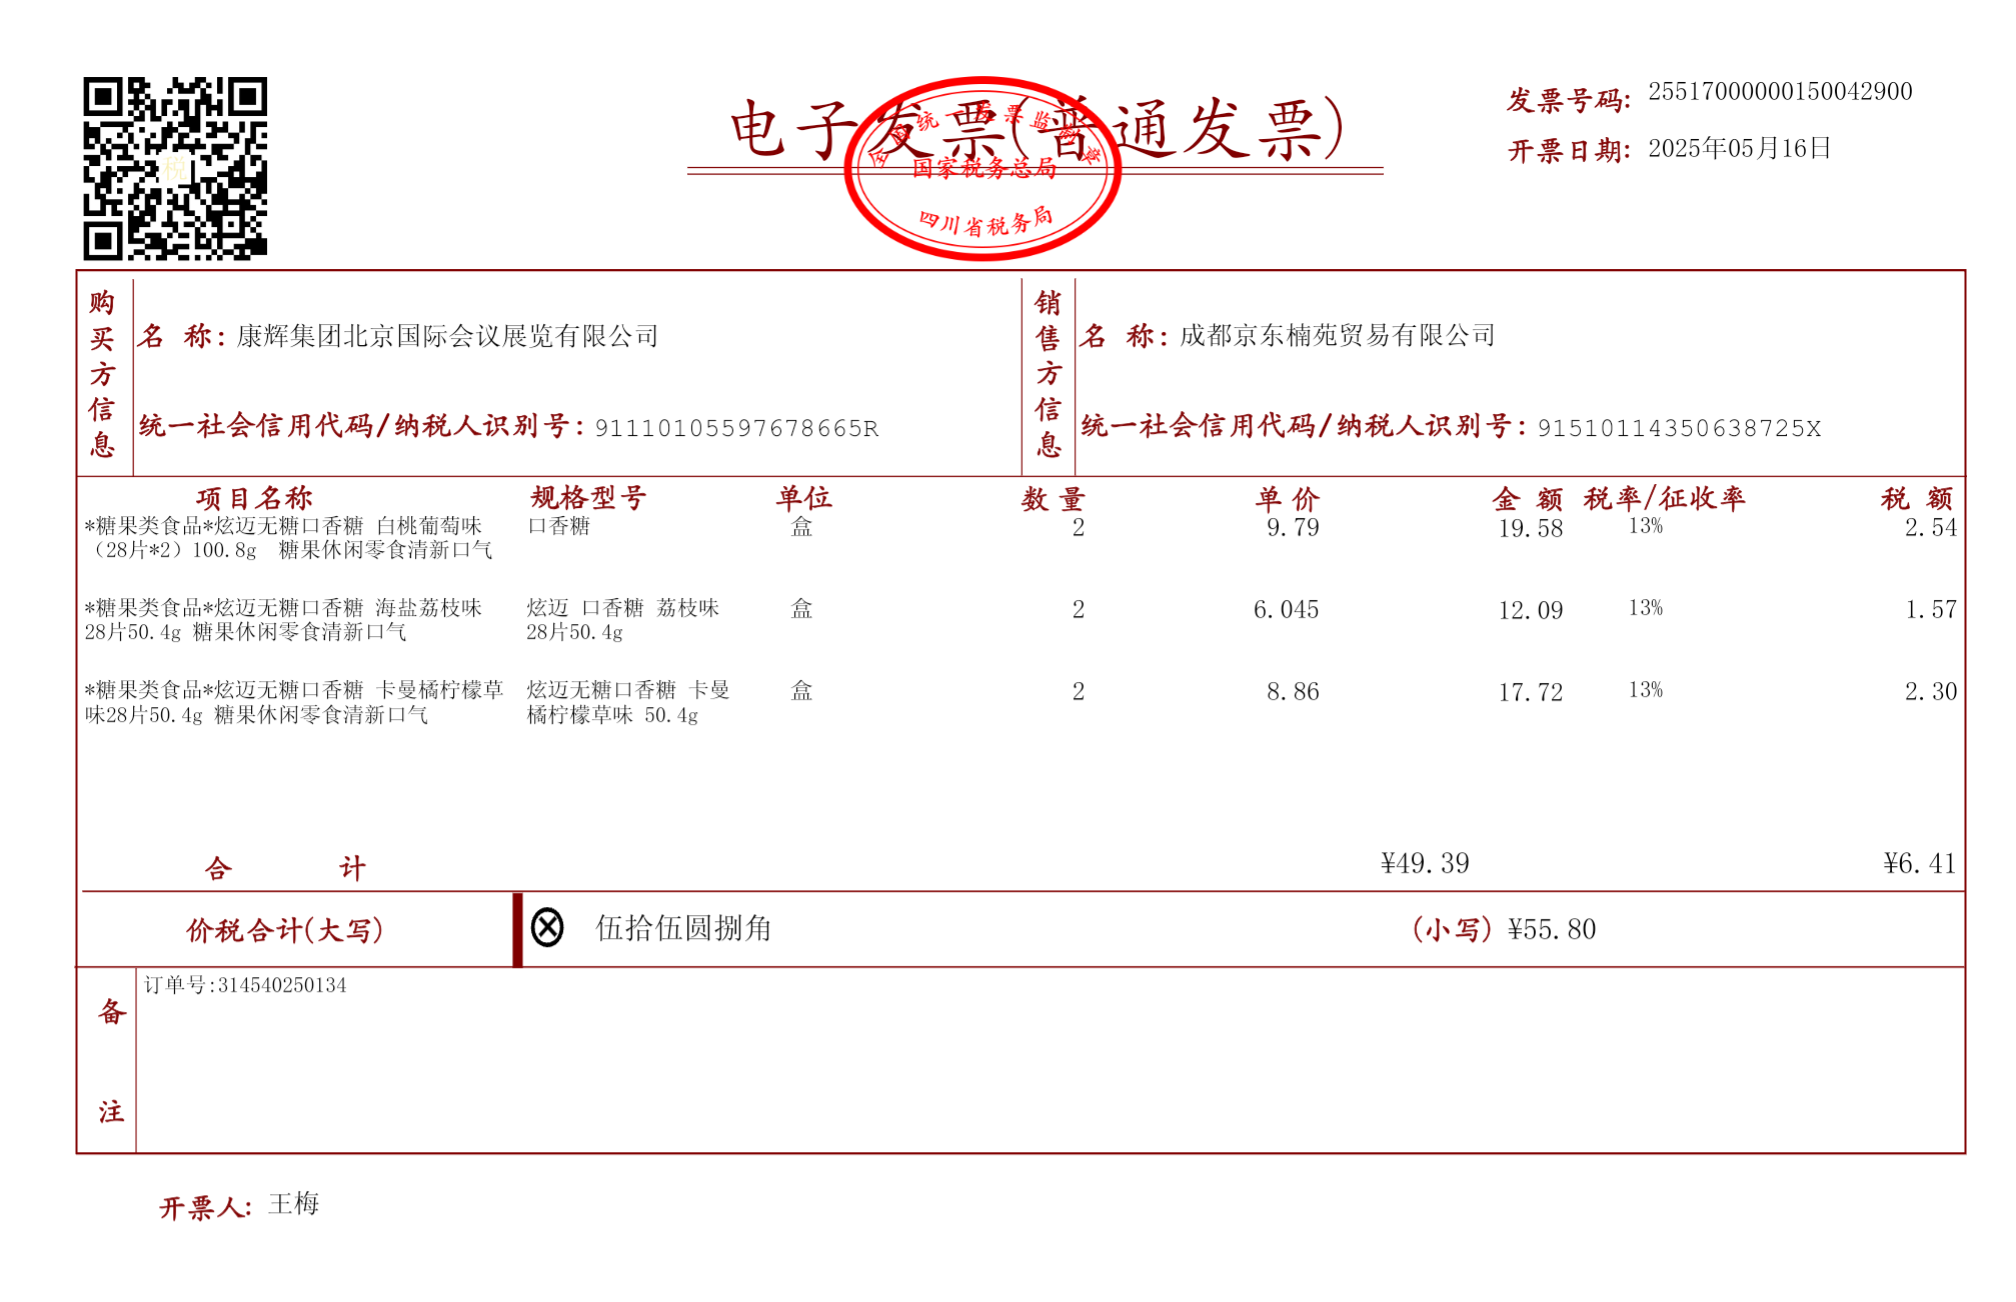 电子发票(普通发票)
全国统一发票监制章
国家税务总局
四川省税务局
税
发票号码: 25517000000150042900
开票日期: 2025年05月16日
购买方信息
名 称: 康辉集团北京国际会议展览有限公司
统一社会信用代码/纳税人识别号: 91110105597678665R
销售方信息
名 称: 成都京东楠苑贸易有限公司
统一社会信用代码/纳税人识别号: 91510114350638725X
项目名称 规格型号 单位 数量 单价 金额 税率/征收率 税额
*糖果类食品*炫迈无糖口香糖 白桃葡萄味 口香糖 盒 2 9.79 19.58 13% 2.54
（28片*2）100.8g 糖果休闲零食清新口气
*糖果类食品*炫迈无糖口香糖 海盐荔枝味 炫迈 口香糖 荔枝味 盒 2 6.045 12.09 13% 1.57
28片50.4g 糖果休闲零食清新口气 28片50.4g
*糖果类食品*炫迈无糖口香糖 卡曼橘柠檬草 炫迈无糖口香糖 卡曼 盒 2 8.86 17.72 13% 2.30
味28片50.4g 糖果休闲零食清新口气 橘柠檬草味 50.4g
合 计 ¥49.39 ¥6.41
价税合计(大写) ⊗ 伍拾伍圆捌角 (小写) ¥55.80
备注
订单号:314540250134
开票人: 王梅